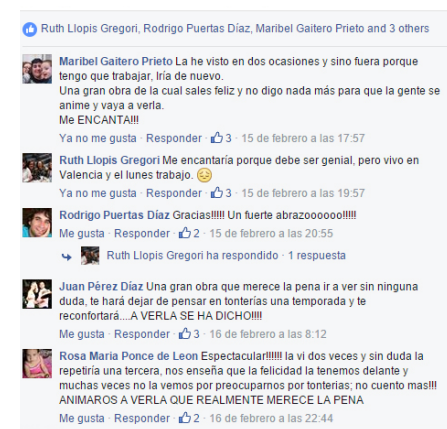 Ruth Llopis Gregori, Rodrigo Puertas Díaz, Maribel Gaitero Prieto and 3 others
Maribel Gaitero Prieto La he visto en dos ocasiones y sino fuera porque
tengo que trabajar, Iría de nuevo.
Una gran obra de la cual sales feliz y no digo nada más para que la gente se
anime y vaya a verla.
Me ENCANTA!!!
Ya no me gusta · Responder · 3 · 15 de febrero a las 17:57
Ruth Llopis Gregori Me encantaría porque debe ser genial, pero vivo en
Valencia y el lunes trabajo.
Ya no me gusta · Responder · 3 · 15 de febrero a las 19:57
Rodrigo Puertas Díaz Gracias!!!!! Un fuerte abrazoooooo!!!!!
Me gusta · Responder · 2 · 15 de febrero a las 20:55
Ruth Llopis Gregori ha respondido · 1 respuesta
Juan Pérez Díaz Una gran obra que merece la pena ir a ver sin ninguna
duda, te hará dejar de pensar en tonterías una temporada y te
reconfortará....A VERLA SE HA DICHO!!!!
Me gusta · Responder · 3 · 16 de febrero a las 8:12
Rosa Maria Ponce de Leon Espectacular!!!!!! la vi dos veces y sin duda la
repetiría una tercera, nos enseña que la felicidad la tenemos delante y
muchas veces no la vemos por preocuparnos por tonterias; no cuento mas!!!
ANIMAROS A VERLA QUE REALMENTE MERECE LA PENA
Me gusta · Responder · 2 · 16 de febrero a las 22:44